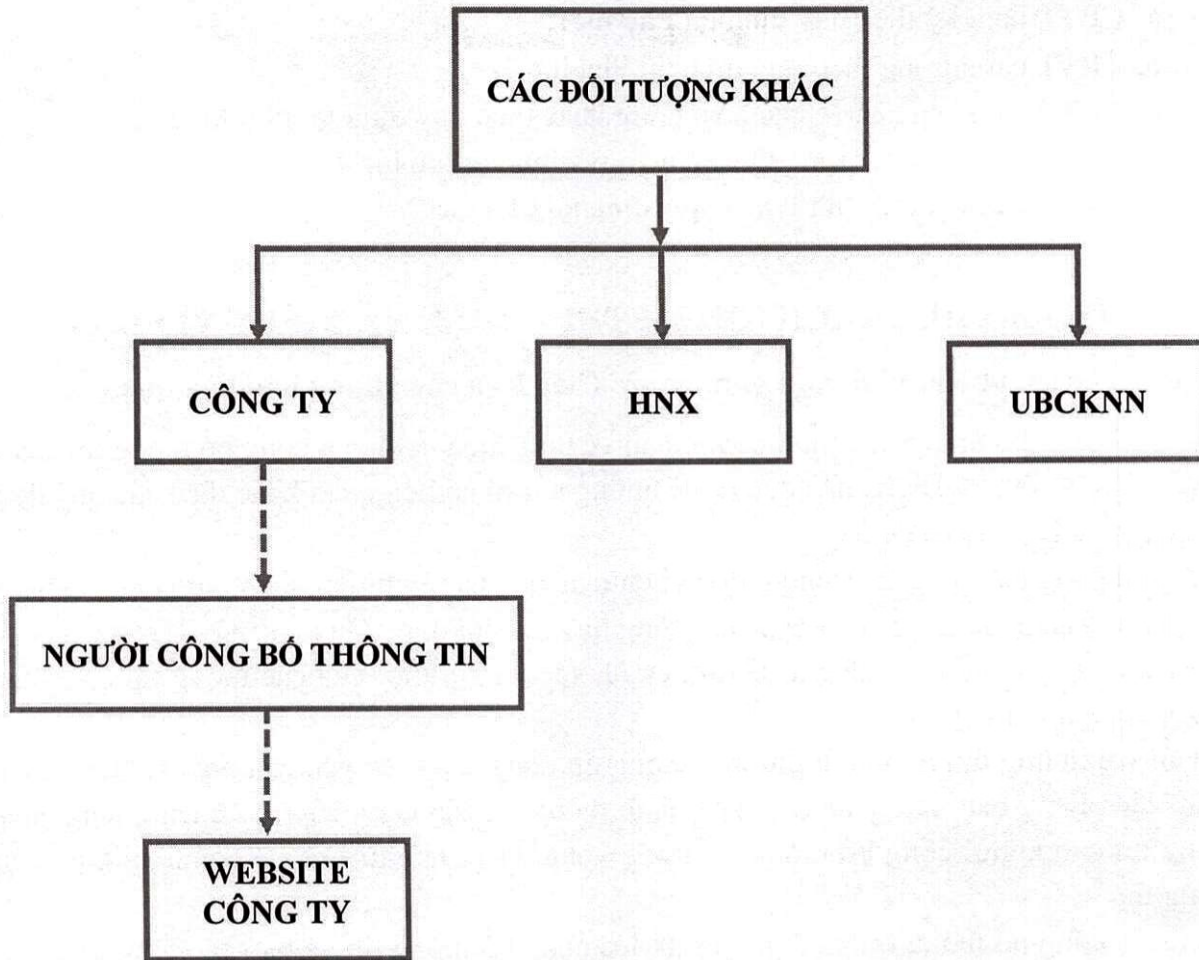 CÁC ĐỐI TƯỢNG KHÁC
CÔNG TY
HNX
UBCKNN
NGƯỜI CÔNG BỐ THÔNG TIN
WEBSITE
CÔNG TY